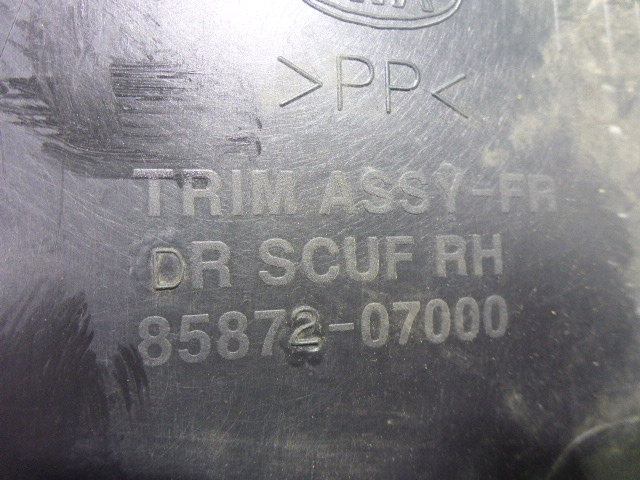 >PP<
TRIM ASSY-FR
DR SCUF RH
85872-07000